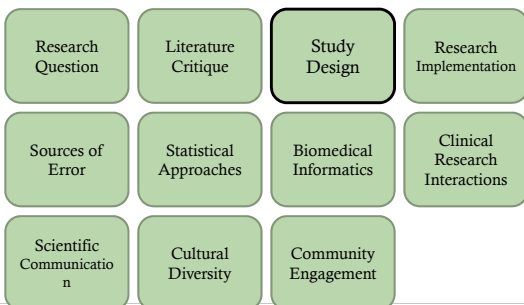 Research
Question
Literature
Critique
Study
Design
Research
Implementation
Sources of
Error
Statistical
Approaches
Biomedical
Informatics
Clinical
Research
Interactions
Scientific
Communicatio
n
Cultural
Diversity
Community
Engagement